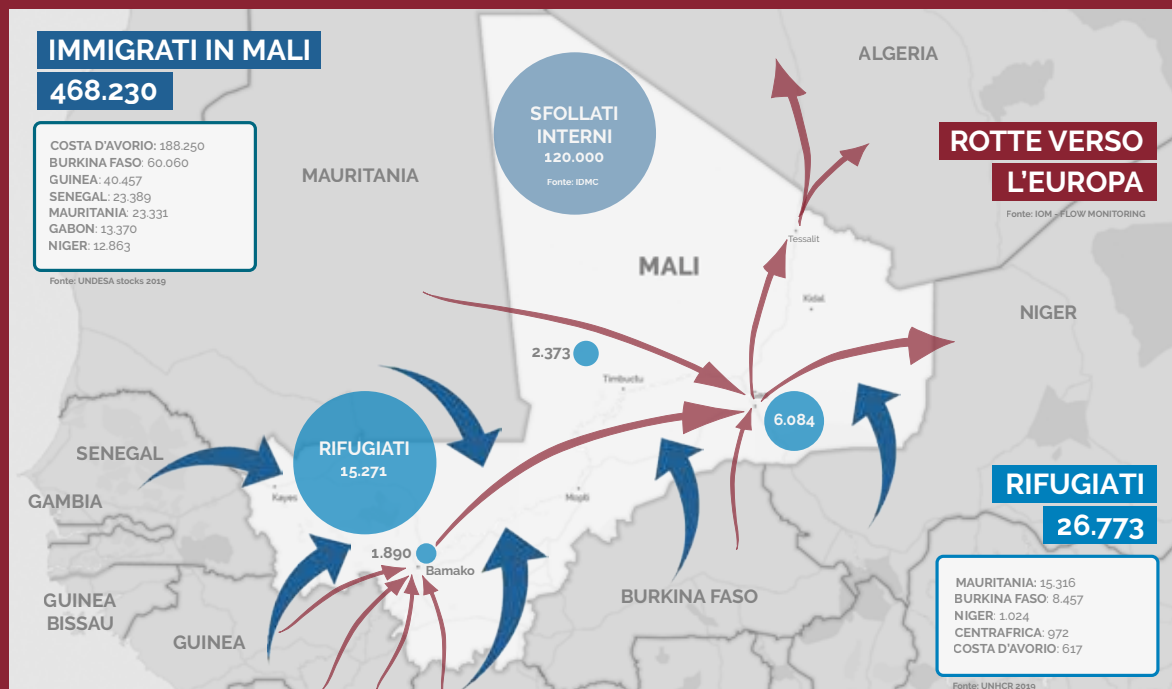 IMMIGRATI IN MALI
468.230
COSTA D'AVORIO: 188.250
BURKINA FASO: 60.060
GUINEA: 40.457
SENEGAL: 23.389
MAURITANIA: 23.331
GABON: 13.370
NIGER: 12.863
Fonte: UNDESA stocks 2019
SFOLLATI
INTERNI
120.000
Fonte: IDMC
ALGERIA
ROTTE VERSO
L'EUROPA
Fonte: IOM - FLOW MONITORING
MAURITANIA
MALI
Tessalit
Kidal
NIGER
2.373
Timbuctu
6.084
SENEGAL
RIFUGIATI
15.271
GAMBIA
Kayes
Mopti
1.890
Bamako
GUINEA
BISSAU
GUINEA
BURKINA FASO
RIFUGIATI
26.773
MAURITANIA: 15.316
BURKINA FASO: 8.457
NIGER: 1.024
CENTRAFRICA: 972
COSTA D'AVORIO: 617
Fonte: UNHCR 2019